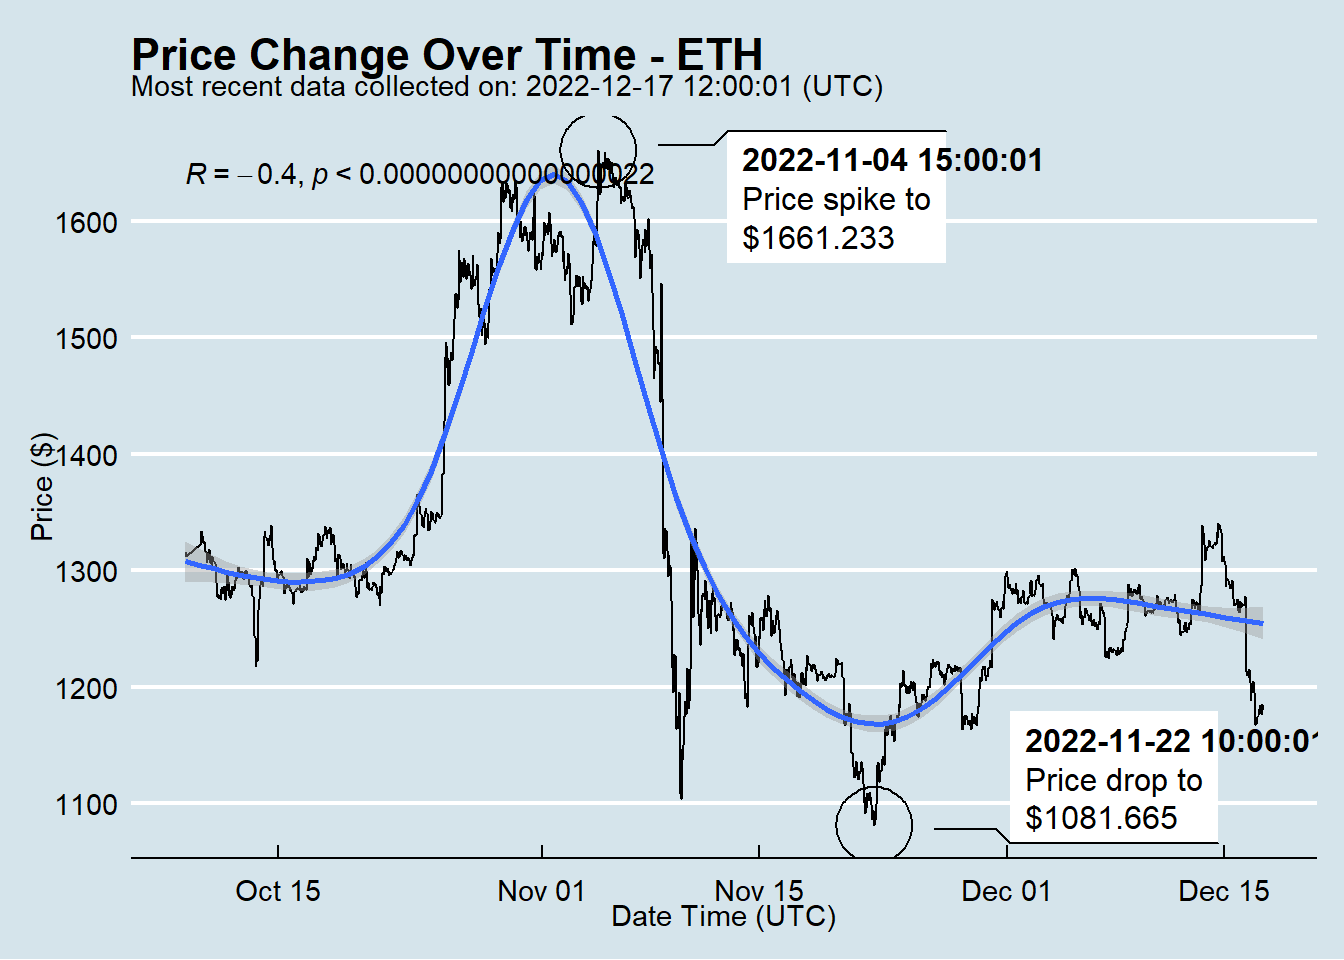 Price Change Over Time - ETH
Most recent data collected on: 2022-12-17 12:00:01 (UTC)
R = −0.4, p < 0.00000000000000022
2022-11-04 15:00:01
Price spike to
$1661.233
1600
1500
1400
1300
1200
1100
Price ($)
2022-11-22 10:00:01
Price drop to
$1081.665
Oct 15
Nov 01
Nov 15
Dec 01
Dec 15
Date Time (UTC)